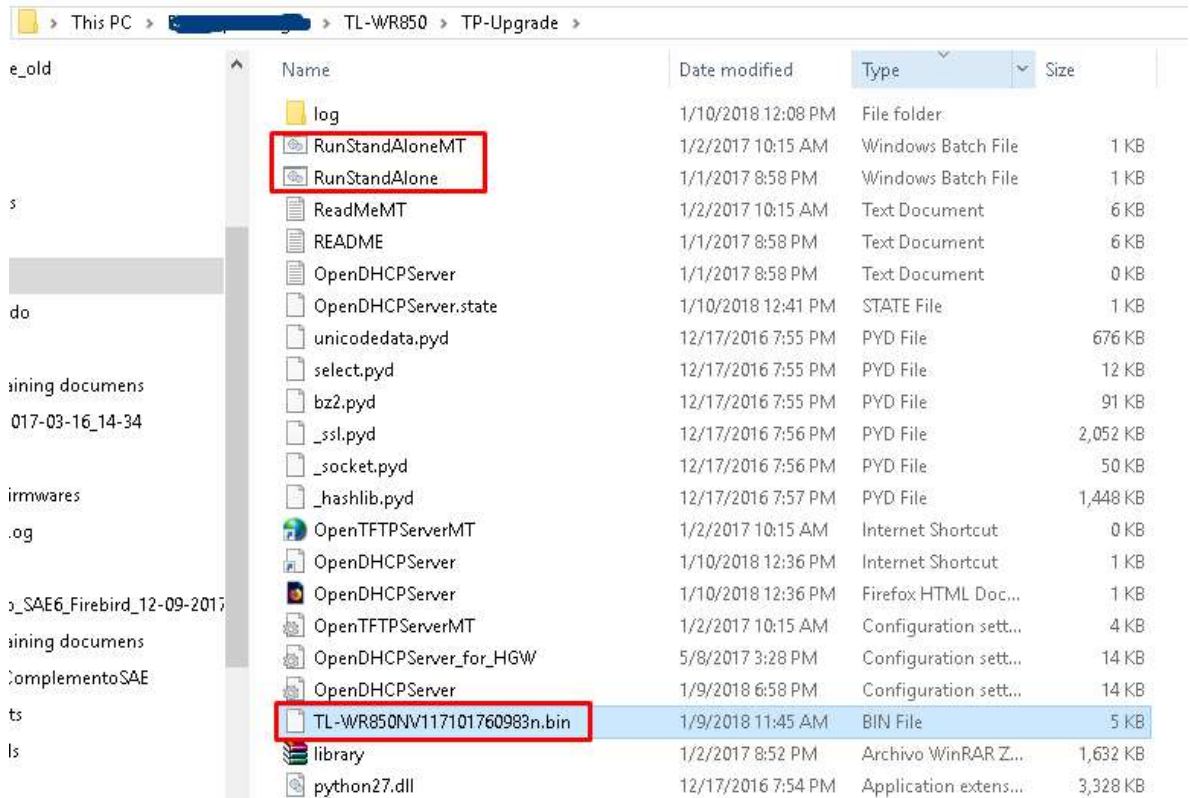 This PC > > TL-WR850 > TP-Upgrade >
e_old
Name Date modified Type Size
log 1/10/2018 12:08 PM File folder
RunStandAloneMT 1/2/2017 10:15 AM Windows Batch File 1 KB
RunStandAlone 1/1/2017 8:58 PM Windows Batch File 1 KB
s
ReadMeMT 1/2/2017 10:15 AM Text Document 6 KB
README 1/1/2017 8:58 PM Text Document 6 KB
OpenDHCPServer 1/1/2017 8:58 PM Text Document 0 KB
do
OpenDHCPServer.state 1/10/2018 12:41 PM STATE File 1 KB
unicodedata.pyd 12/17/2016 7:55 PM PYD File 676 KB
select.pyd 12/17/2016 7:55 PM PYD File 12 KB
aining documens
bz2.pyd 12/17/2016 7:55 PM PYD File 91 KB
017-03-16_14-34
_ssl.pyd 12/17/2016 7:56 PM PYD File 2,052 KB
_socket.pyd 12/17/2016 7:56 PM PYD File 50 KB
irmwares
_hashlib.pyd 12/17/2016 7:57 PM PYD File 1,448 KB
.og
OpenTFTPServerMT 1/2/2017 10:15 AM Internet Shortcut 0 KB
OpenDHCPServer 1/10/2018 12:36 PM Internet Shortcut 1 KB
OpenDHCPServer 1/10/2018 12:36 PM Firefox HTML Doc... 1 KB
o_SAE6_Firebird_12-09-2017
OpenTFTPServerMT 1/2/2017 10:15 AM Configuration sett... 4 KB
aining documens
OpenDHCPServer_for_HGW 5/8/2017 3:28 PM Configuration sett... 14 KB
ComplementoSAE
OpenDHCPServer 1/9/2018 6:58 PM Configuration sett... 14 KB
ts
TL-WR850NV117101760983n.bin 1/9/2018 11:45 AM BIN File 5 KB
ls
library 1/2/2017 8:52 PM Archivo WinRAR Z... 1,632 KB
python27.dll 12/17/2016 7:54 PM Application extens... 3,328 KB